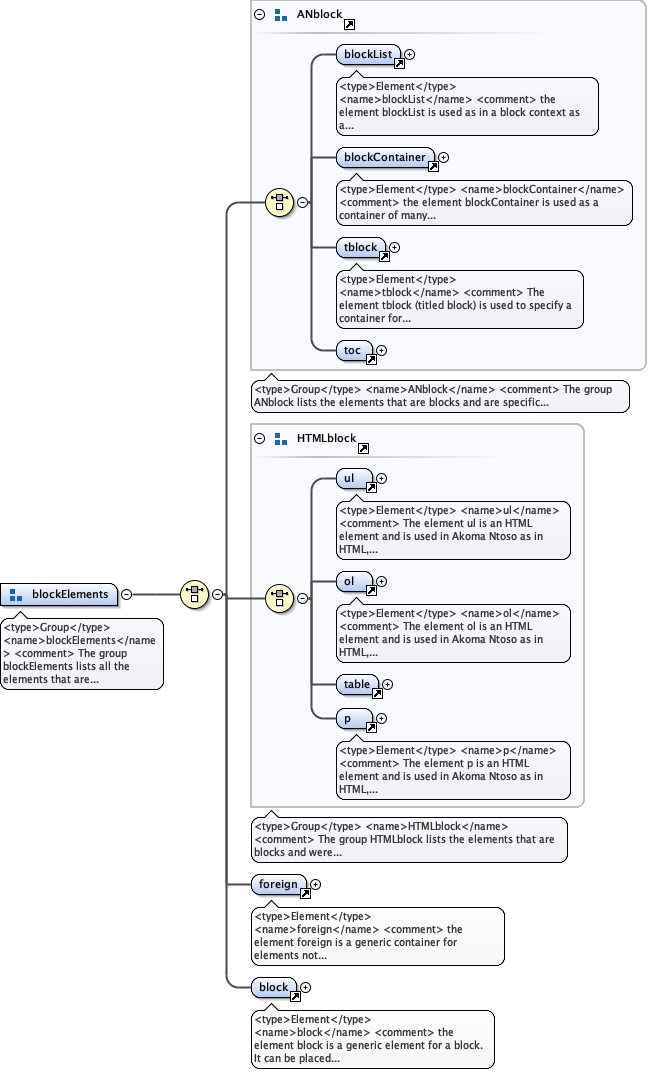 ANblock
blockList
<type>Element</type>
<name>blockList</name> <comment> the
element blockList is used as in a block context as
a...
blockContainer
<type>Element</type> <name>blockContainer</name>
<comment> the element blockContainer is used as a
container of many...
tblock
<type>Element</type>
<name>tblock</name> <comment> The
element tblock (titled block) is used to specify a
container for...
toc
<type>Group</type> <name>ANblock</name> <comment> The group
ANblock lists the elements that are blocks and are specific...
HTMLblock
ul
<type>Element</type> <name>ul</name>
<comment> The element ul is an HTML
element and is used in Akoma Ntoso as in
HTML,...
ol
<type>Element</type> <name>ol</name>
<comment> The element ol is an HTML
element and is used in Akoma Ntoso as in
HTML,...
table
p
<type>Element</type> <name>p</name>
<comment> The element p is an HTML
element and is used in Akoma Ntoso as in
HTML,...
<type>Group</type> <name>HTMLblock</name>
<comment> The group HTMLblock lists the elements that are
blocks and were...
blockElements
<type>Group</type>
<name>blockElements</name
> <comment> The group
blockElements lists all the
elements that are...
foreign
<type>Element</type>
<name>foreign</name> <comment> the
element foreign is a generic container for
elements not...
block
<type>Element</type>
<name>block</name> <comment> the
element block is a generic element for a block.
It can be placed...